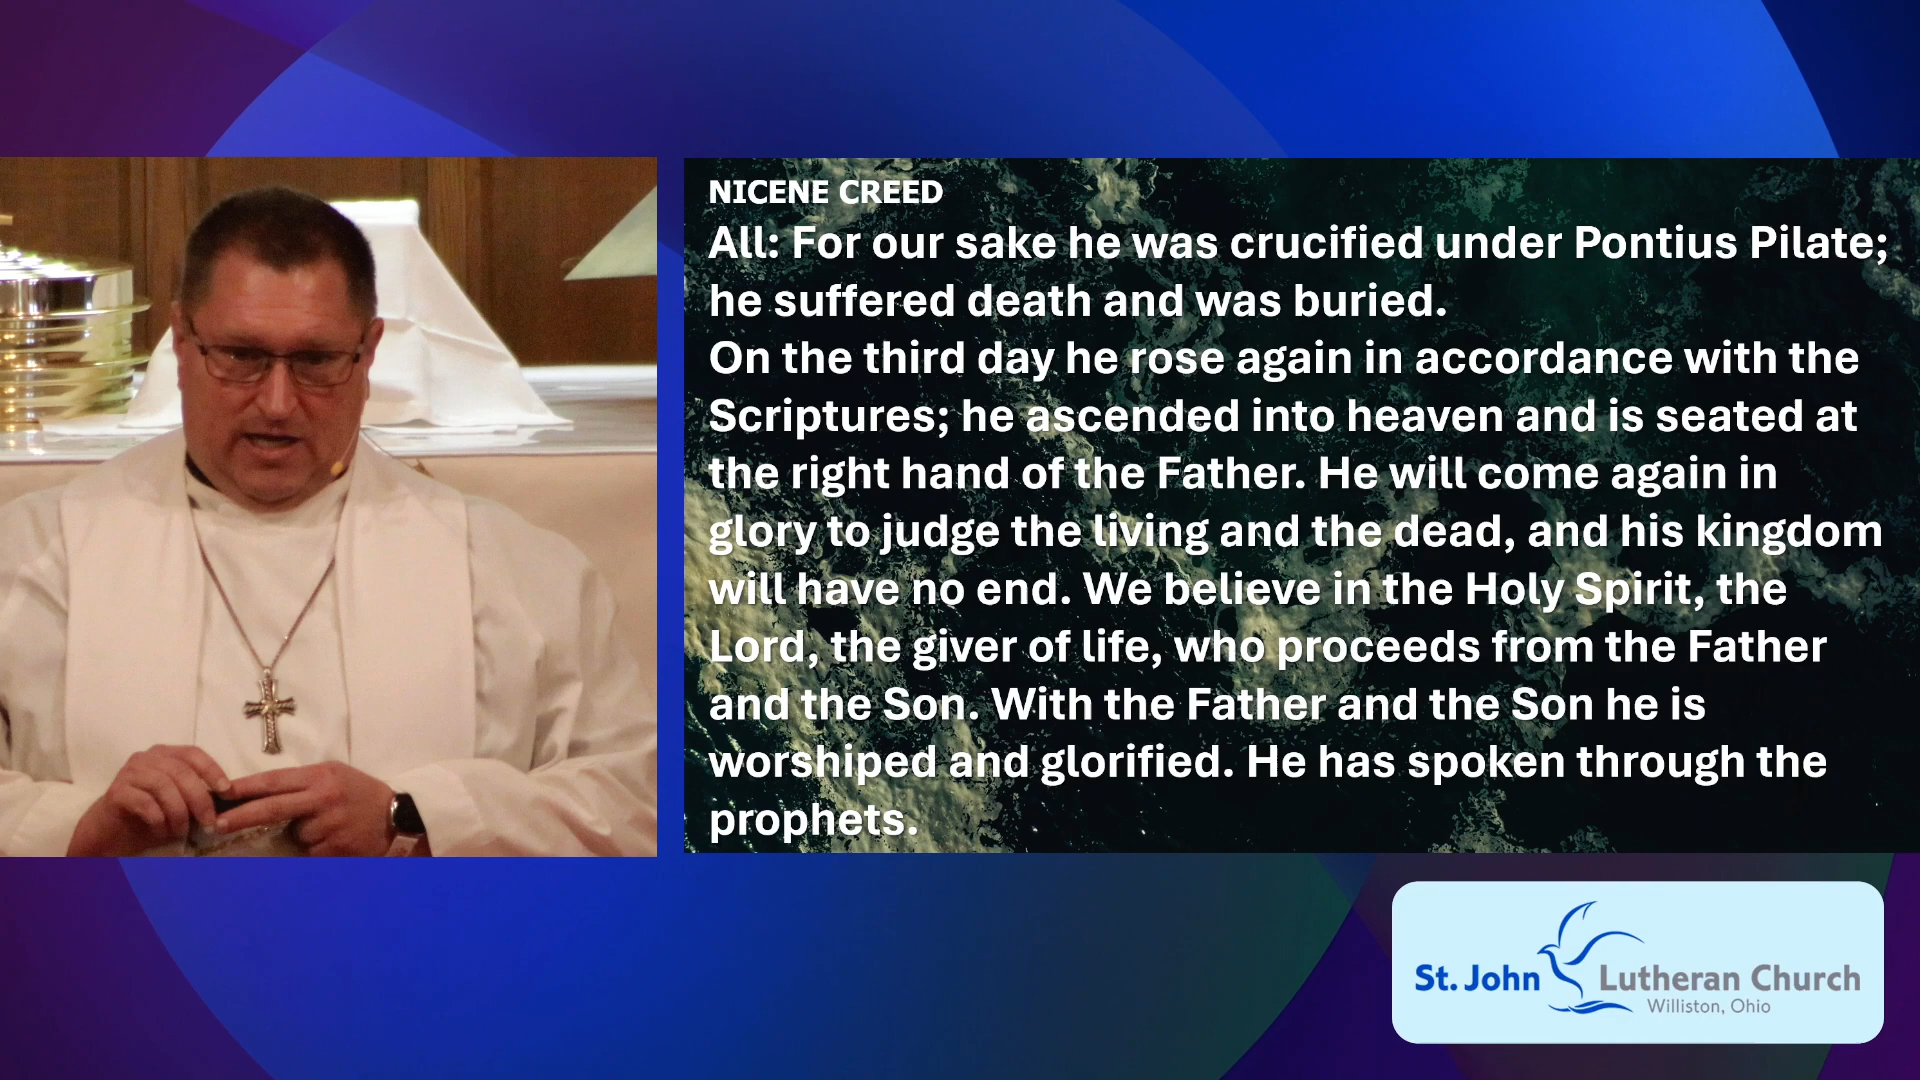 NICENE CREED
All: For our sake he was crucified under Pontius Pilate;
he suffered death and was buried.
On the third day he rose again in accordance with the
Scriptures; he ascended into heaven and is seated at
the right hand of the Father. He will come again in
glory to judge the living and the dead, and his kingdom
will have no end. We believe in the Holy Spirit, the
Lord, the giver of life, who proceeds from the Father
and the Son. With the Father and the Son he is
worshiped and glorified. He has spoken through the
prophets.
St. John Lutheran Church
Williston, Ohio